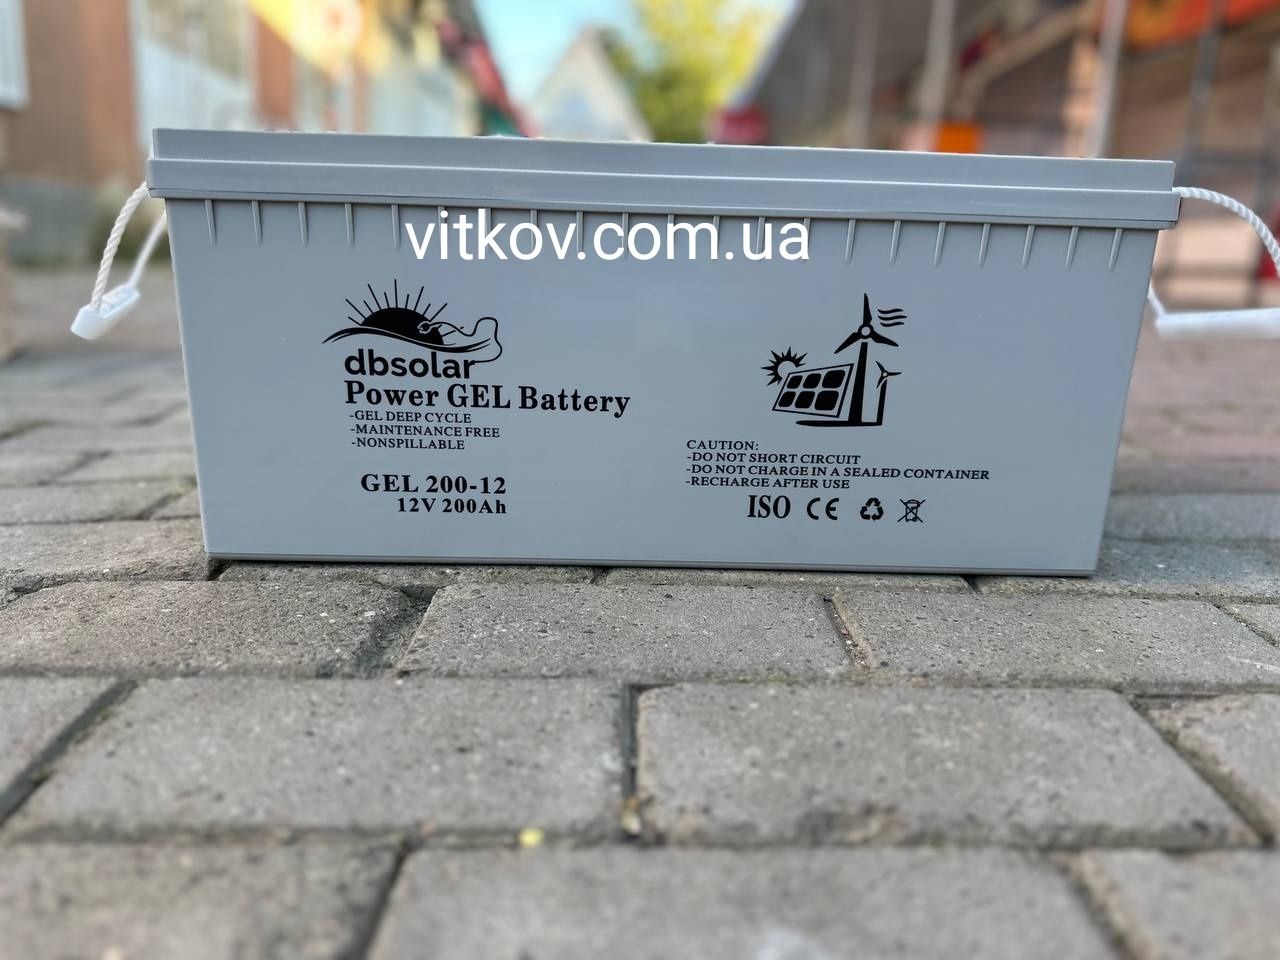 vitkov.com.ua
dbsolar
Power GEL Battery
-GEL DEEP CYCLE
-MAINTENANCE FREE
-NONSPILLABLE
GEL 200-12
12V 200Ah
CAUTION:
-DO NOT SHORT CIRCUIT
-DO NOT CHARGE IN A SEALED CONTAINER
-RECHARGE AFTER USE
ISO CE